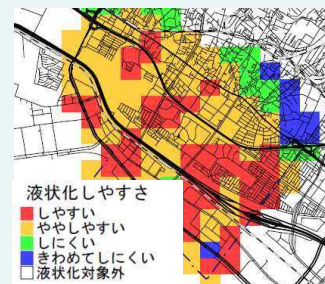 液状化しやすさ
しやすい
ややしやすい
しにくい
きわめてしにくい
液状化対象外